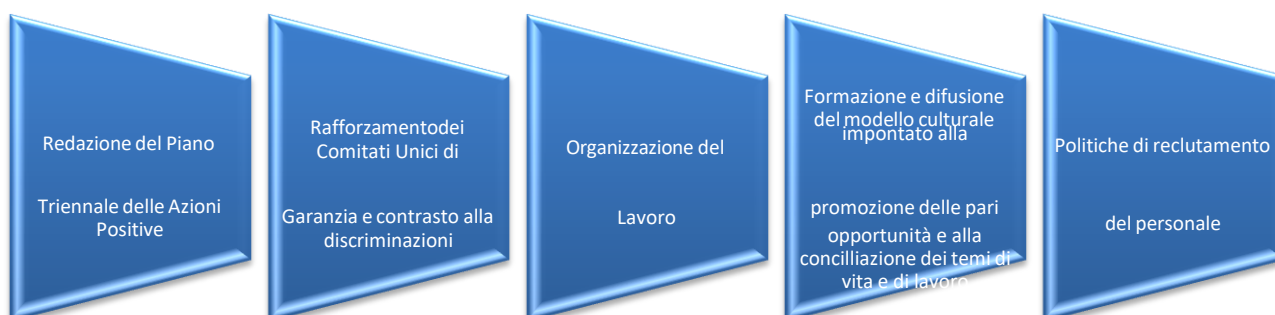 Redazione del Piano
Triennale delle Azioni
Positive
Rafforzamentodei
Comitati Unici di
Garanzia e contrasto alla
discriminazioni
Organizzazione del
Lavoro
Formazione e difusione
del modello culturale
impontato alla
promozione delle pari
opportunità e alla
concilliazione dei temi di
vita e di lavoro
Politiche di reclutamento
del personale